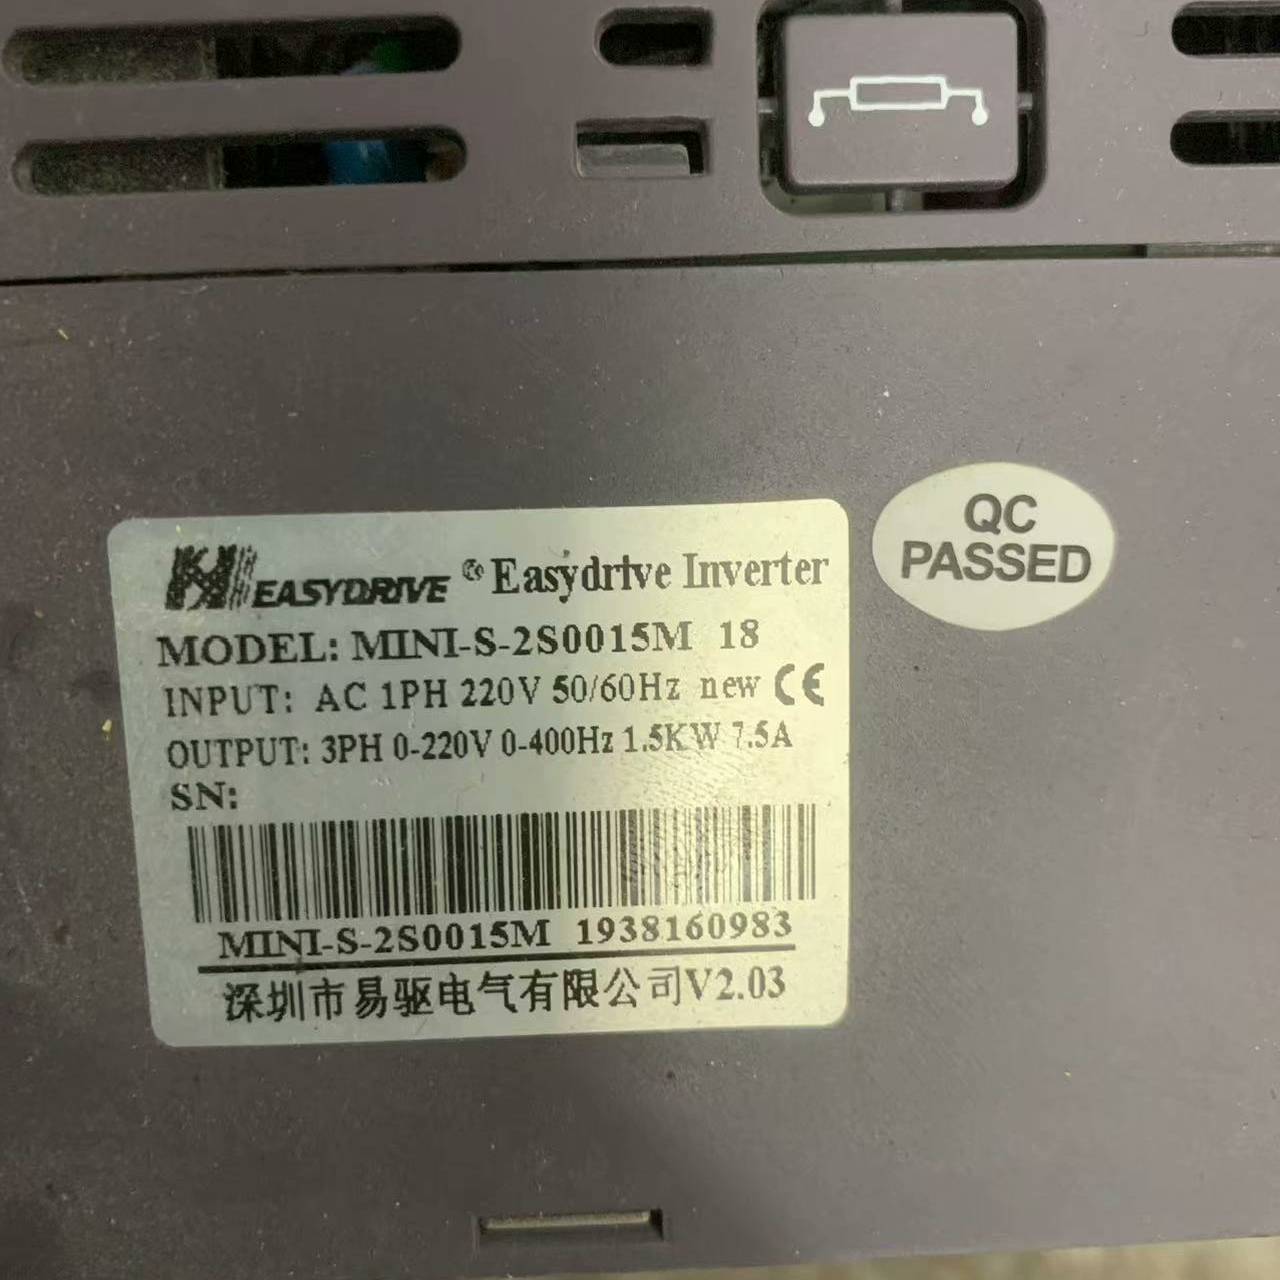 EASYDRIVE ® Easydrive Inverter
MODEL: MINI-S-2S0015M 18
INPUT: AC 1PH 220V 50/60Hz new CE
OUTPUT: 3PH 0-220V 0-400Hz 1.5KW 7.5A
SN:
MINI-S-2S0015M 1938160983
深圳市易驱电气有限公司V2.03
QC
PASSED